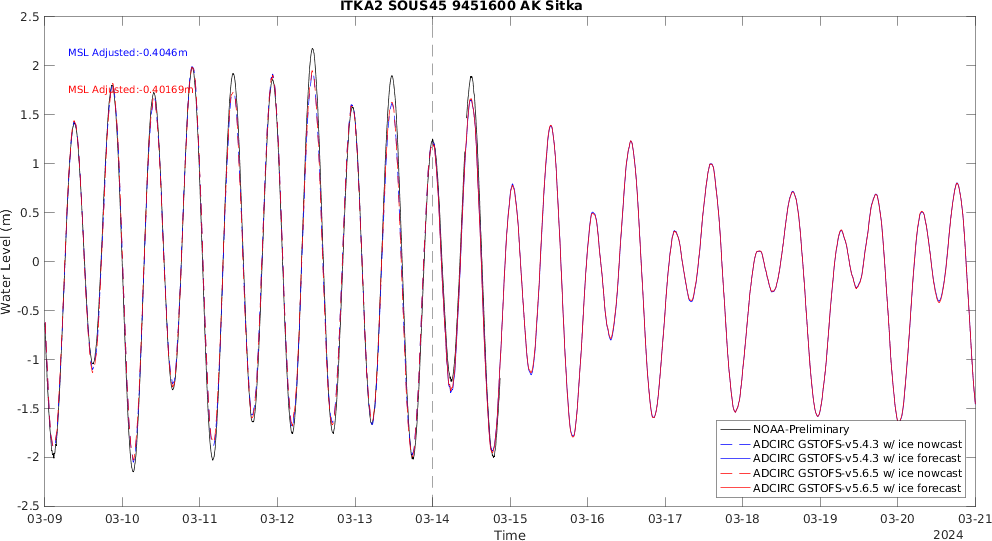 ITKA2 SOUS45 9451600 AK Sitka
2.5
2
1.5
1
0.5
0
-0.5
-1
-1.5
-2
-2.5
Water Level (m)
MSL Adjusted:-0.4046m
MSL Adjusted:-0.40169m
NOAA-Preliminary
ADCIRC GSTOFS-v5.4.3 w/ ice nowcast
ADCIRC GSTOFS-v5.4.3 w/ ice forecast
ADCIRC GSTOFS-v5.6.5 w/ ice nowcast
ADCIRC GSTOFS-v5.6.5 w/ ice forecast
03-09 03-10 03-11 03-12 03-13 03-14 03-15 03-16 03-17 03-18 03-19 03-20 03-21
Time
2024